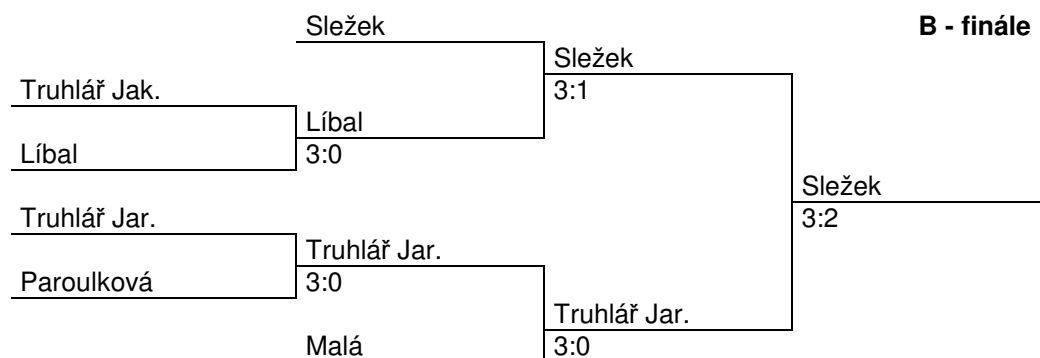 Sležek
B - finále
Sležek
Truhlář Jak.
3:1
Líbal
Líbal
3:0
Sležek
Truhlář Jar.
3:2
Truhlář Jar.
Paroulková
3:0
Truhlář Jar.
Malá
3:0